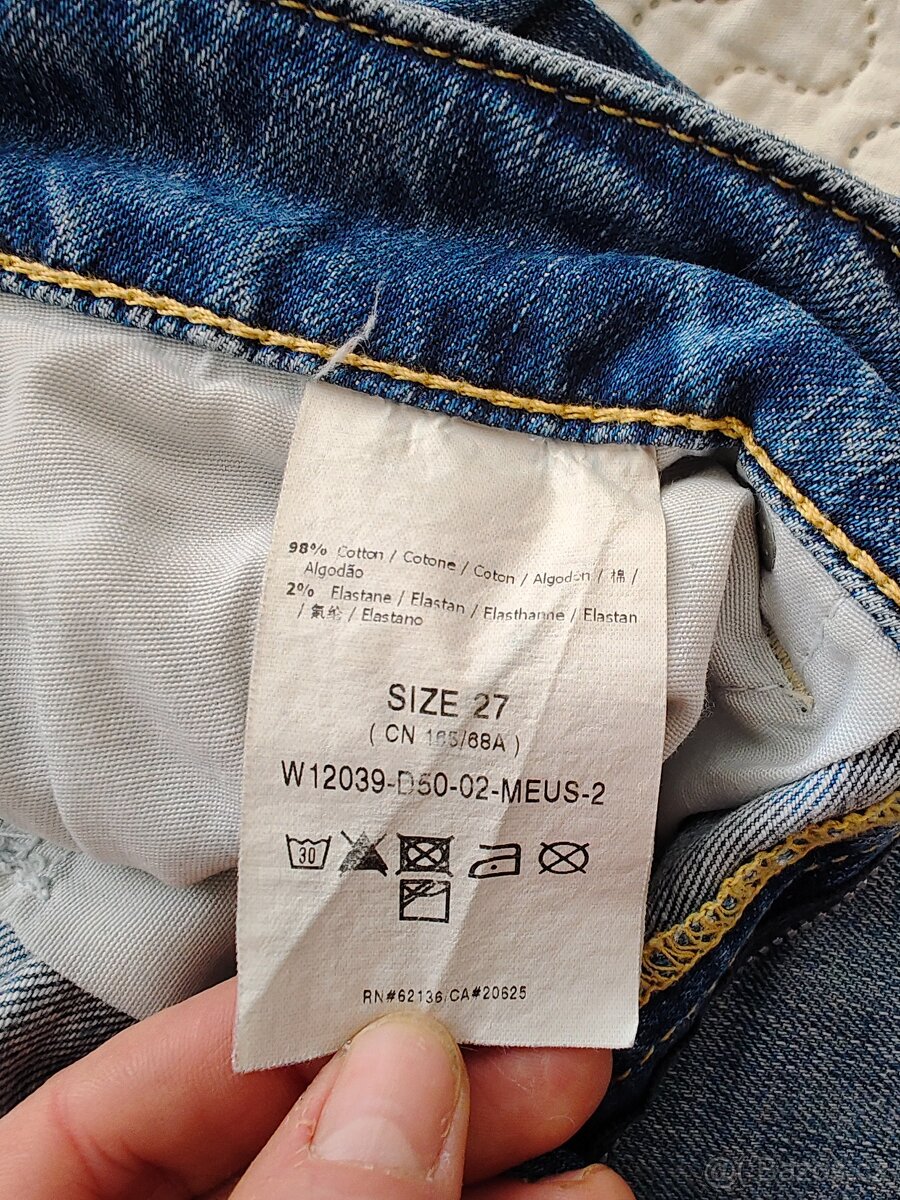 98% Cotton / Cotone / Coton / Algodon / 棉 /
Algodão
2% Elastane / Elastan / Elasthanne / Elastan
/ 氨纶 / Elastano
SIZE 27
( CN 165/68A )
W12039-D50-02-MEUS-2
30
RN#62136 CA#20625